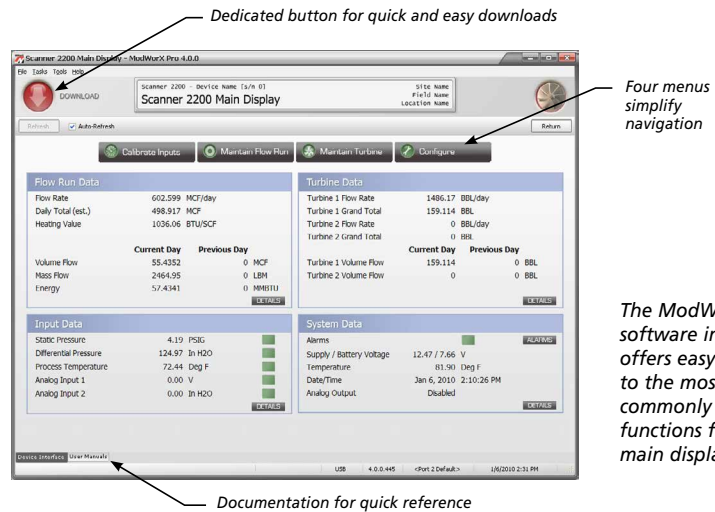 Dedicated button for quick and easy downloads
Scanner 2200 Main Display - ModWorX Pro 4.0.0
File Tasks Tools Help
DOWNLOAD
Scanner 2200 - Device Name [s/n 0]
Scanner 2200 Main Display
Site Name
Field Name
Location Name
Four menus
simplify
navigation
Refresh Auto-Refresh Return
Calibrate Inputs Maintain Flow Run Maintain Turbine Configure
Flow Run Data
Flow Rate 602.599 MCF/day
Daily Total (est.) 498.917 MCF
Heating Value 1036.06 BTU/SCF
Current Day Previous Day
Volume Flow 55.4352 0 MCF
Mass Flow 2464.95 0 LBM
Energy 57.4341 0 MMBTU
DETAILS
Turbine Data
Turbine 1 Flow Rate 1486.17 BBL/day
Turbine 1 Grand Total 159.114 BBL
Turbine 2 Flow Rate 0 BBL/day
Turbine 2 Grand Total 0 BBL
Current Day Previous Day
Turbine 1 Volume Flow 159.114 0 BBL
Turbine 2 Volume Flow 0 0 BBL
DETAILS
Input Data
Static Pressure 4.19 PSIG
Differential Pressure 124.97 In H2O
Process Temperature 72.44 Deg F
Analog Input 1 0.00 V
Analog Input 2 0.00 In H2O
DETAILS
System Data
Alarms ALARMS
Supply / Battery Voltage 12.47 / 7.66 V
Temperature 81.90 Deg F
Date/Time Jan 6, 2010 2:10:26 PM
Analog Output Disabled
DETAILS
The ModW
software in
offers easy
to the mos
commonly
functions f
main displa
Device Interface User Manuals
USB 4.0.0.445 <Port 2 Default> 1/6/2010 2:31 PM
Documentation for quick reference